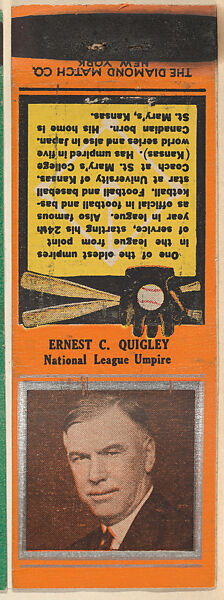 THE DIAMOND MATCH CO.
NEW YORK
One of the oldest umpires
in the league from point
of service, starting his 24th
year in league. Also famous
as official in football and bas-
ketball. Football and baseball
star at University of Kansas.
Coach at St. Mary's College
(Kansas). Has umpired in five
world series and also in Japan.
Canadian born. His home is
St. Mary's, Kansas.
ERNEST C. QUIGLEY
National League Umpire